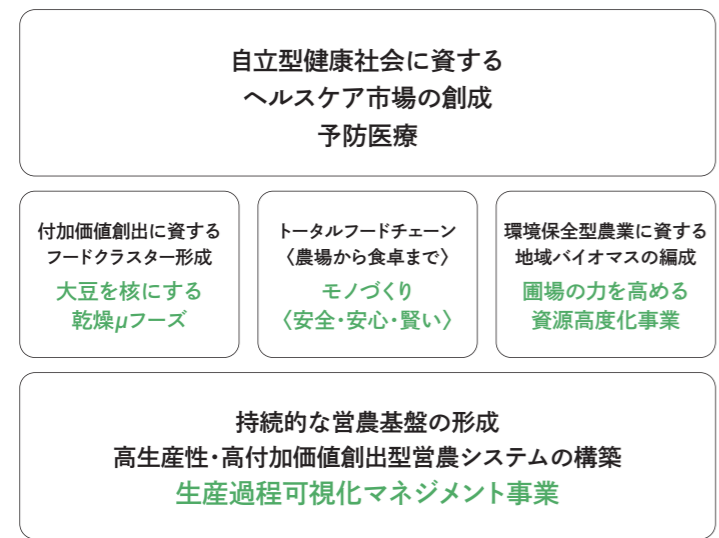 自立型健康社会に資する
ヘルスケア市場の創成
予防医療
付加価値創出に資する
フードクラスター形成
大豆を核にする
乾燥μフーズ
トータルフードチェーン
〈農場から食卓まで〉
モノづくり
〈安全・安心・賢い〉
環境保全型農業に資する
地域バイオマスの編成
圃場の力を高める
資源高度化事業
持続的な営農基盤の形成
高生産性・高付加価値創出型営農システムの構築
生産過程可視化マネジメント事業